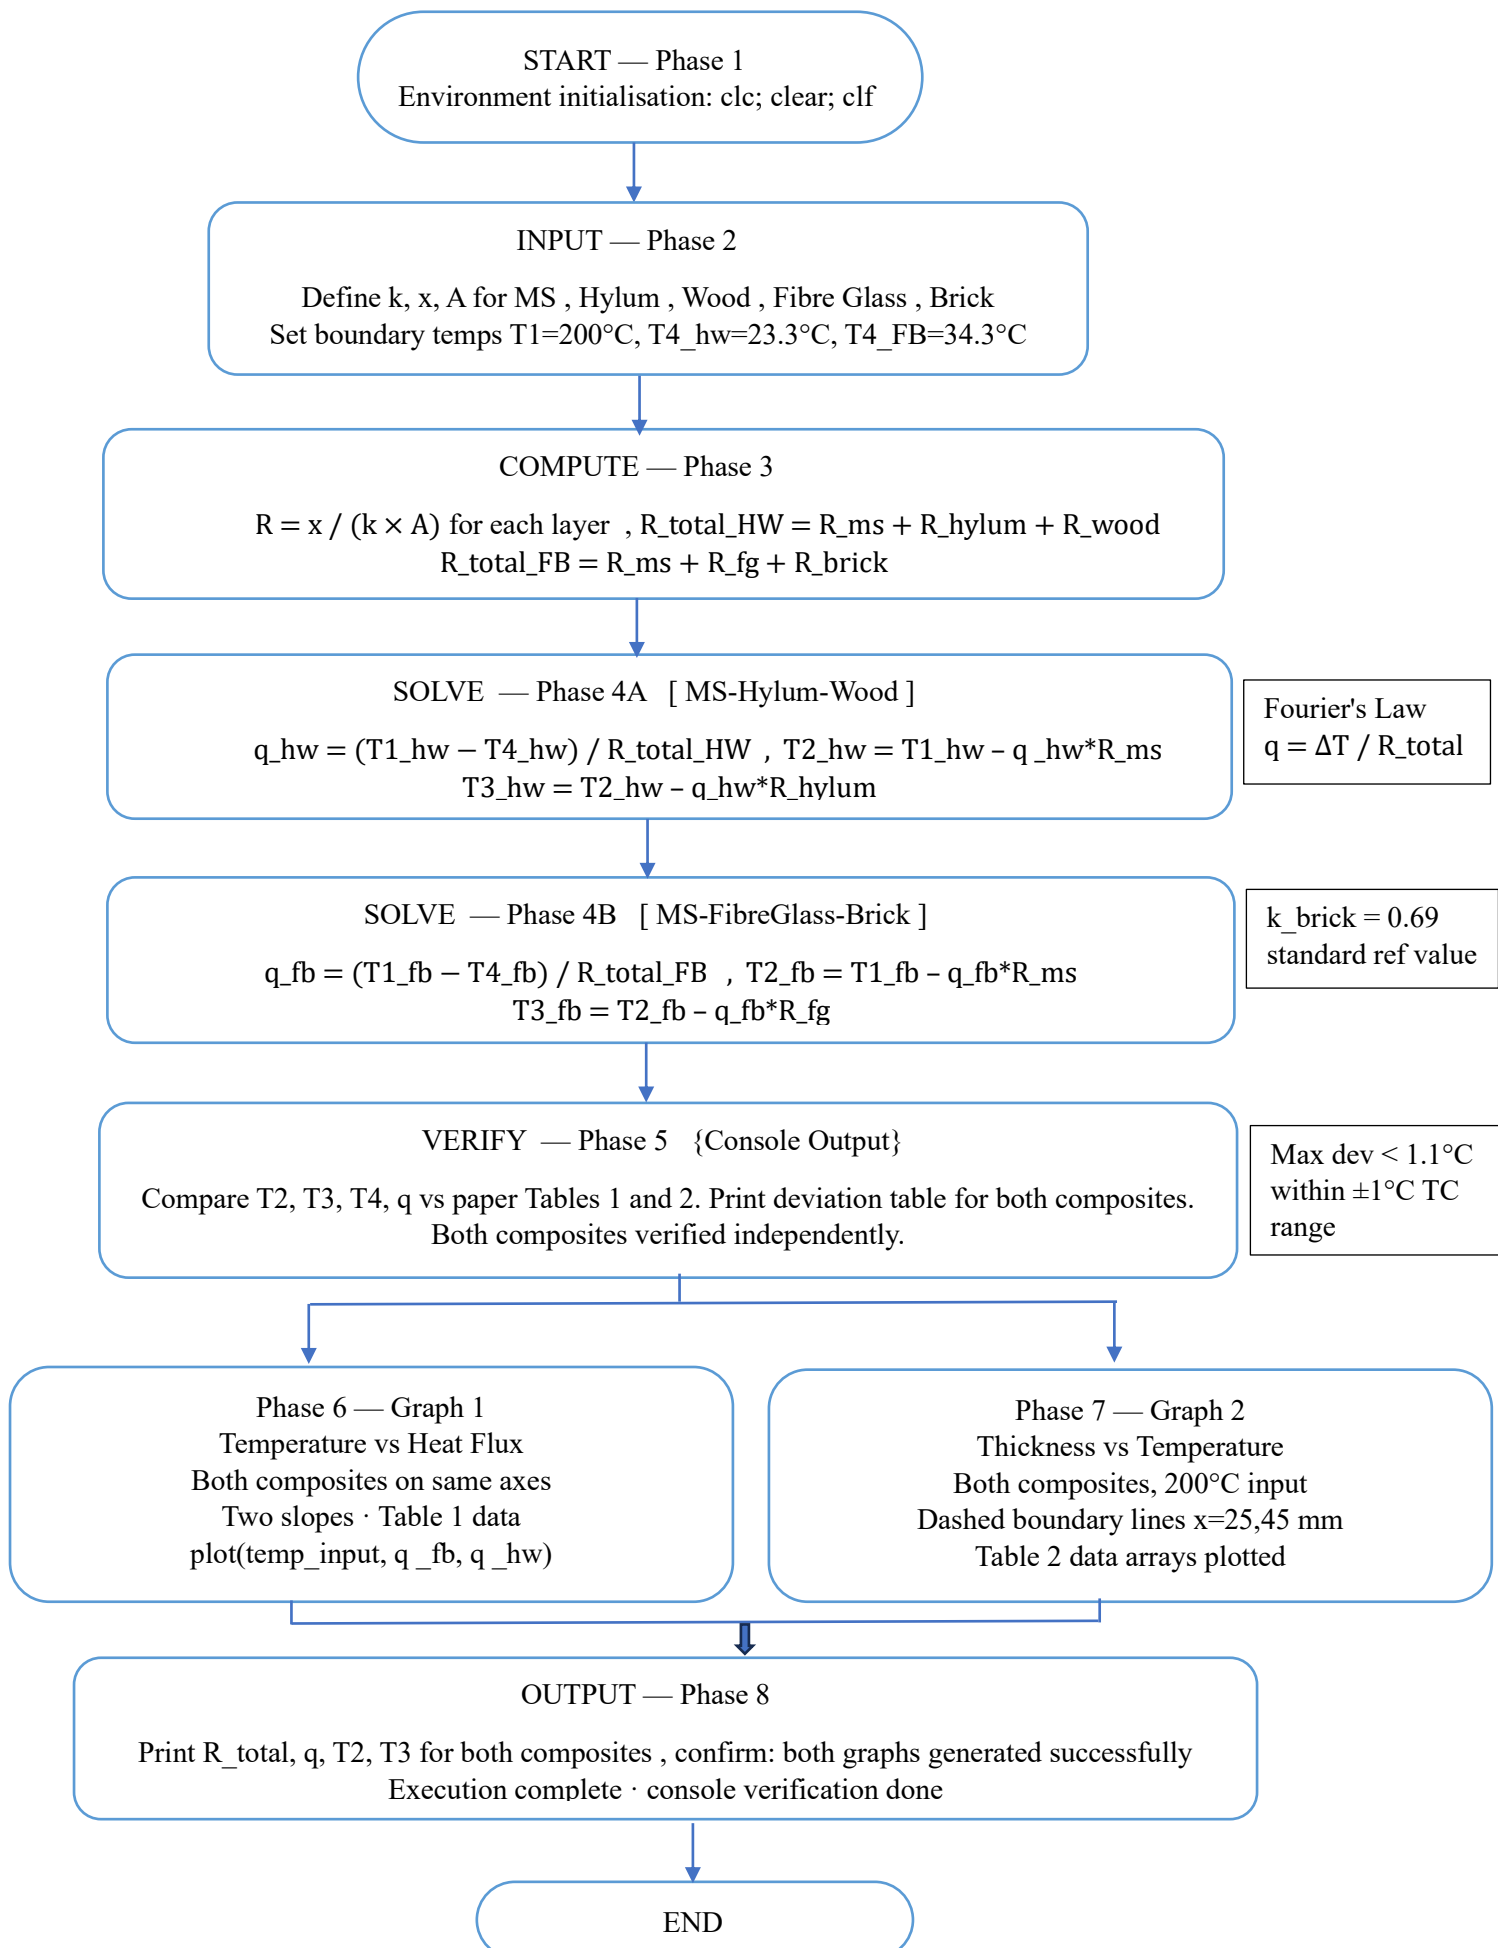 START — Phase 1
Environment initialisation: clc; clear; clf
INPUT — Phase 2
Define k, x, A for MS , Hylum , Wood , Fibre Glass , Brick
Set boundary temps T1=200°C, T4_hw=23.3°C, T4_FB=34.3°C
COMPUTE — Phase 3
R = x / (k × A) for each layer , R_total_HW = R_ms + R_hylum + R_wood
R_total_FB = R_ms + R_fg + R_brick
SOLVE — Phase 4A [ MS-Hylum-Wood ]
q_hw = (T1_hw − T4_hw) / R_total_HW , T2_hw = T1_hw – q _hw*R_ms
T3_hw = T2_hw – q_hw*R_hylum
Fourier's Law
q = ΔT / R_total
SOLVE — Phase 4B [ MS-FibreGlass-Brick ]
q_fb = (T1_fb − T4_fb) / R_total_FB , T2_fb = T1_fb – q_fb*R_ms
T3_fb = T2_fb – q_fb*R_fg
k_brick = 0.69
standard ref value
VERIFY — Phase 5 {Console Output}
Compare T2, T3, T4, q vs paper Tables 1 and 2. Print deviation table for both composites.
Both composites verified independently.
Max dev < 1.1°C
within ±1°C TC
range
Phase 6 — Graph 1
Temperature vs Heat Flux
Both composites on same axes
Two slopes · Table 1 data
plot(temp_input, q _fb, q _hw)
Phase 7 — Graph 2
Thickness vs Temperature
Both composites, 200°C input
Dashed boundary lines x=25,45 mm
Table 2 data arrays plotted
OUTPUT — Phase 8
Print R_total, q, T2, T3 for both composites , confirm: both graphs generated successfully
Execution complete · console verification done
END